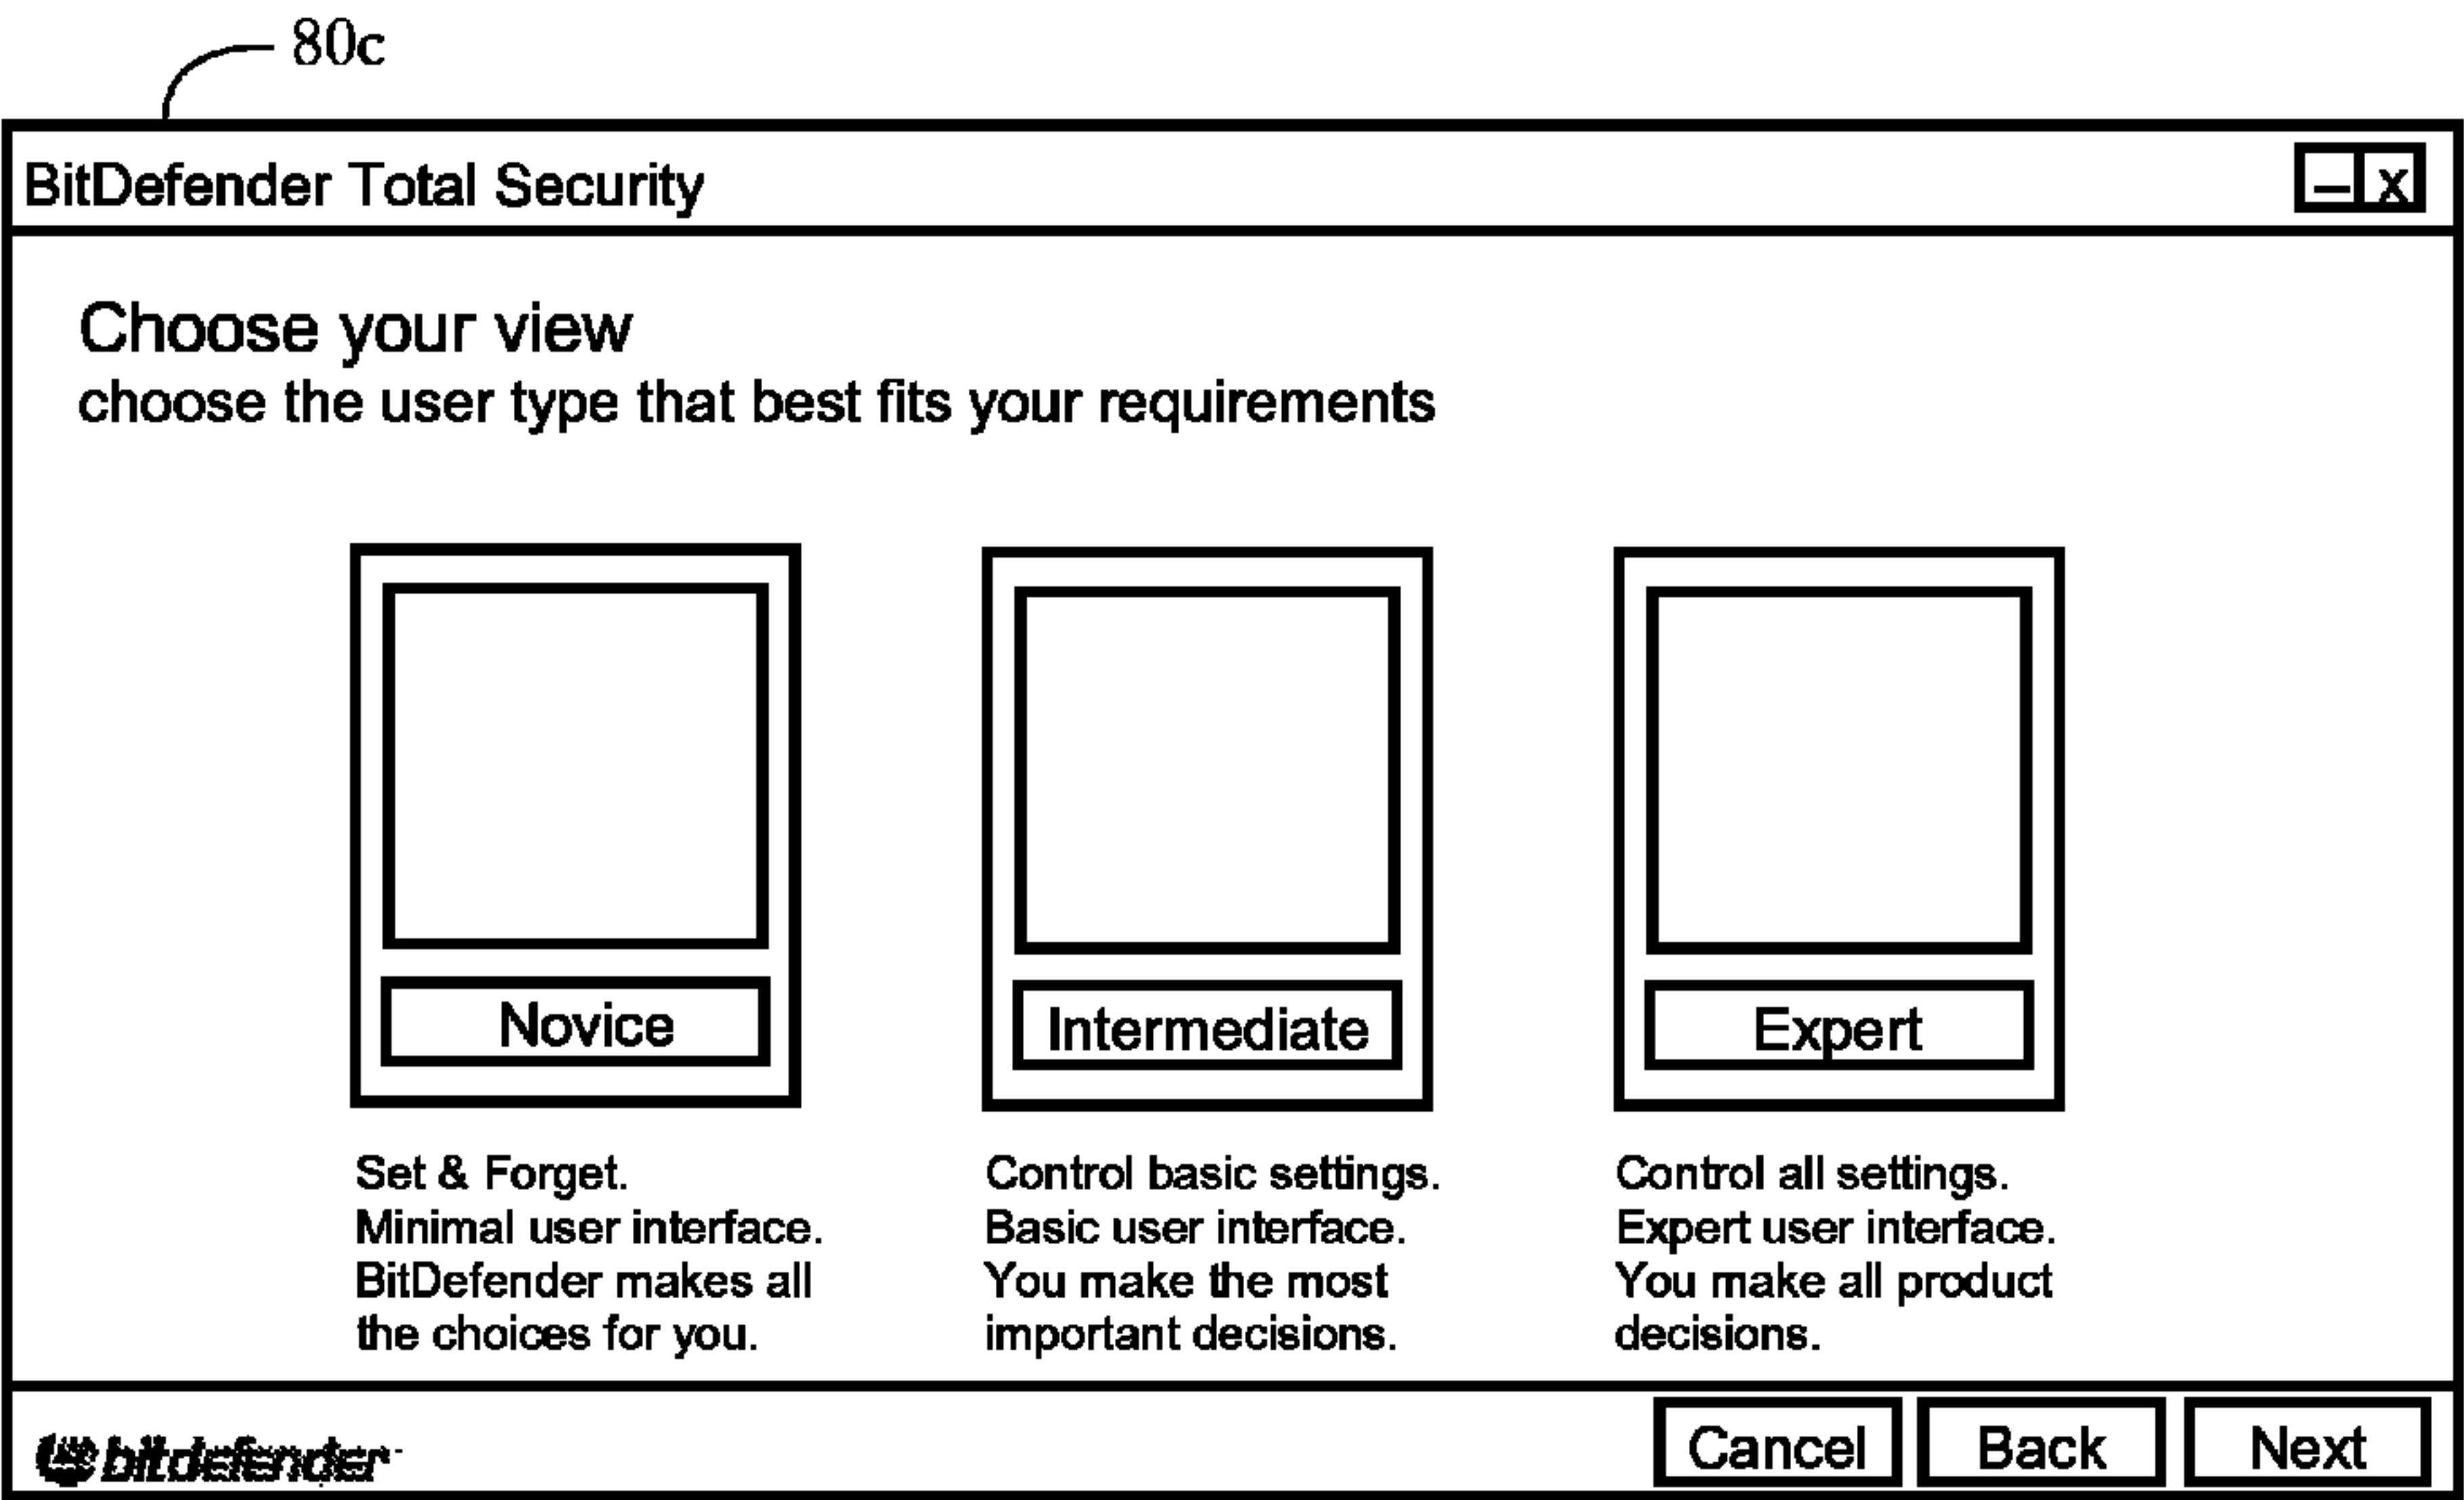 80c
BitDefender Total Security
– x
Choose your view
choose the user type that best fits your requirements
Novice
Intermediate
Expert
Set & Forget.
Minimal user interface.
BitDefender makes all
the choices for you.
Control basic settings.
Basic user interface.
You make the most
important decisions.
Control all settings.
Expert user interface.
You make all product
decisions.
bitdefender
Cancel
Back
Next